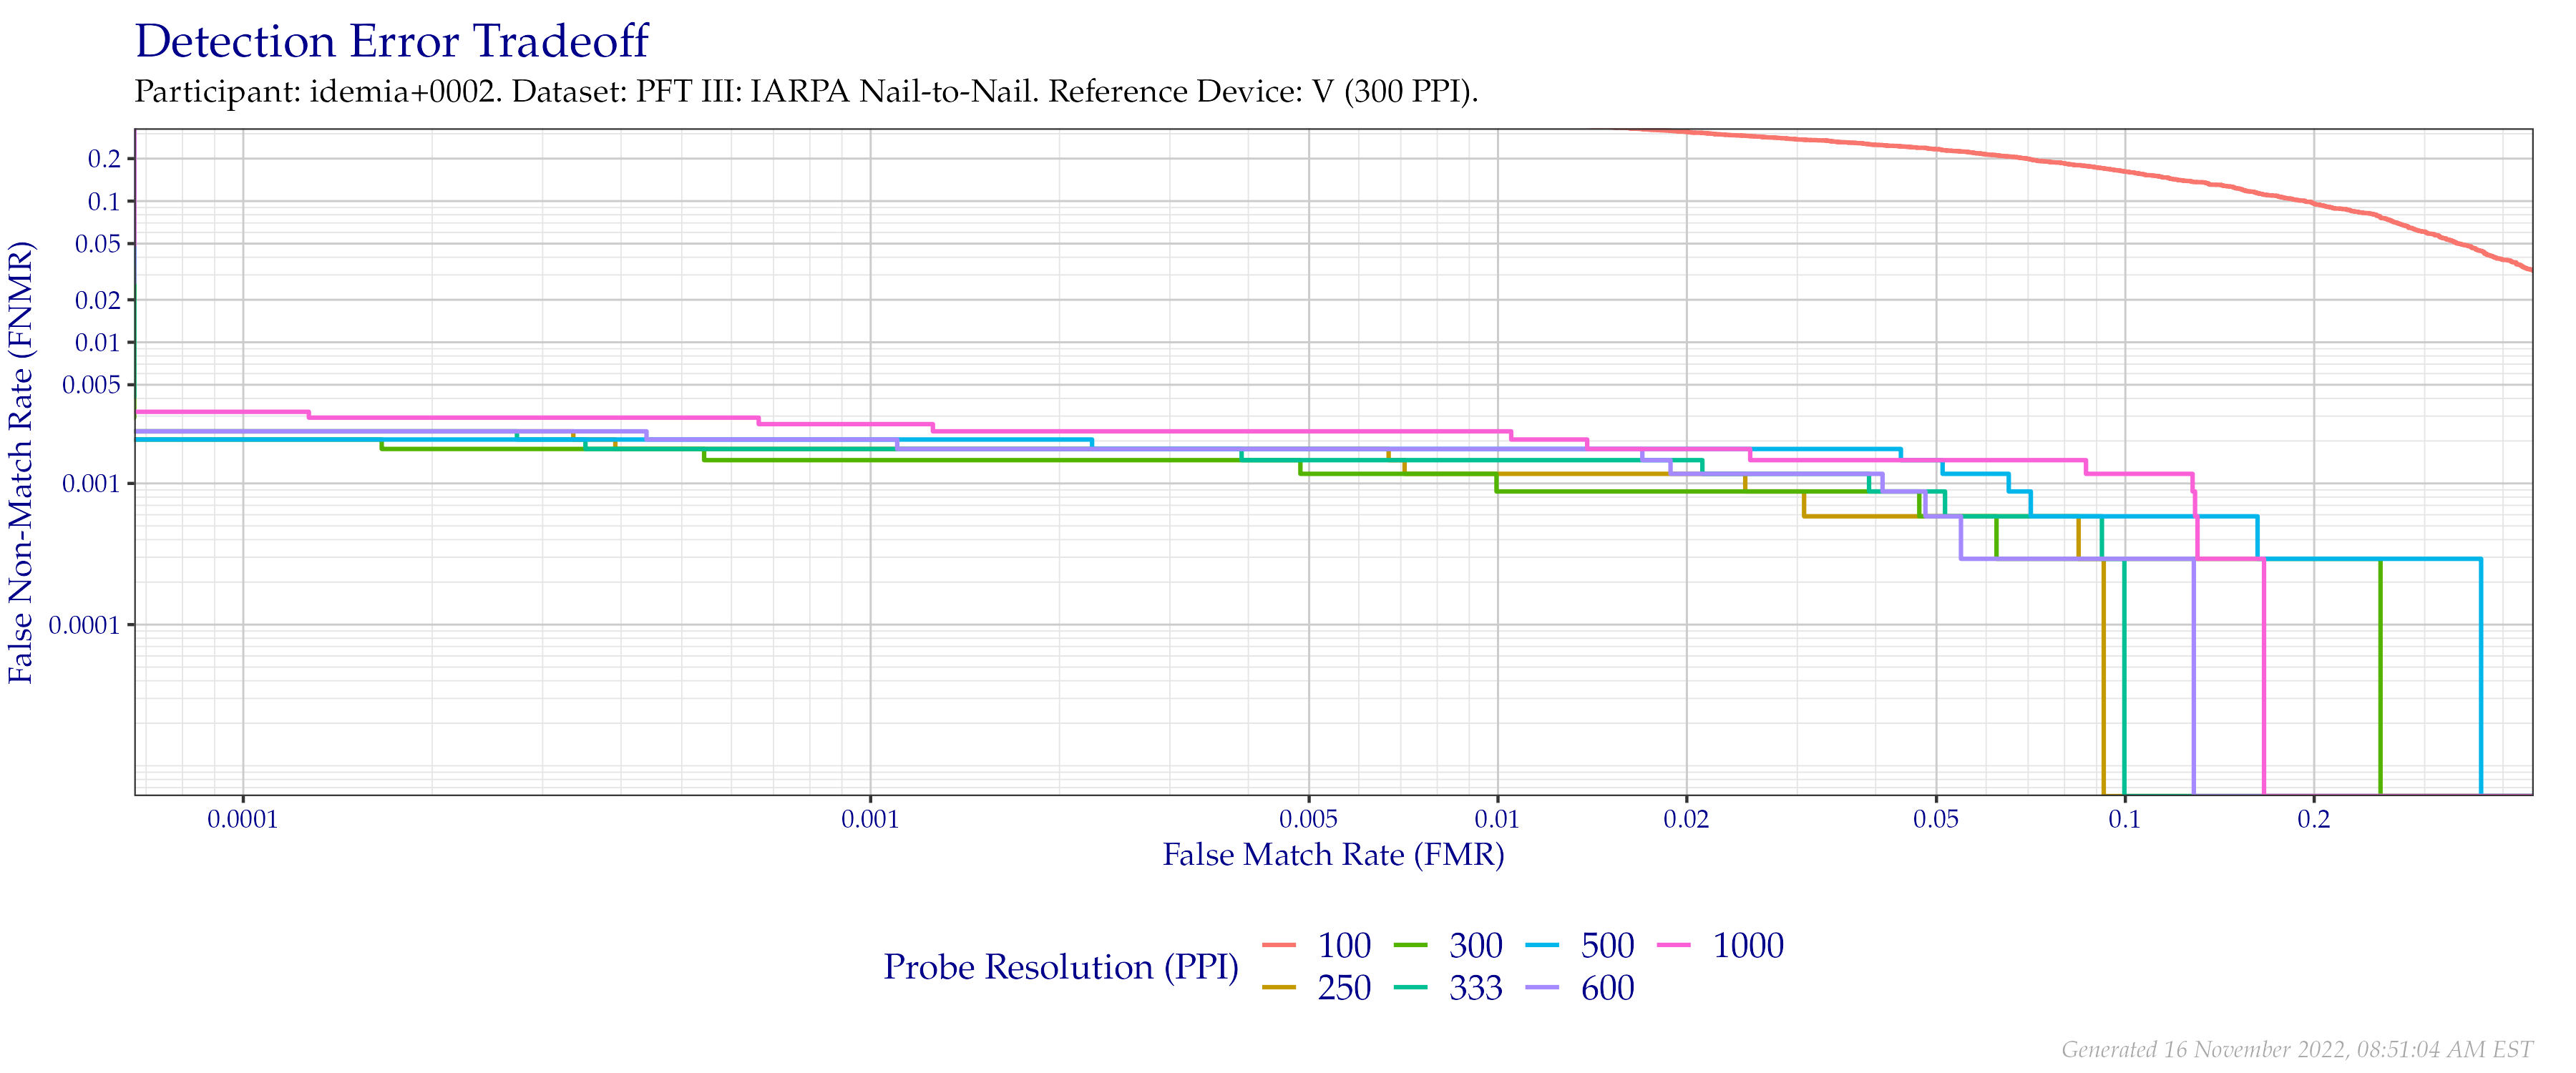 Detection Error Tradeoff
Participant: idemia+0002. Dataset: PFT III: IARPA Nail-to-Nail. Reference Device: V (300 PPI).
False Non-Match Rate (FNMR)
0.2
0.1
0.05
0.02
0.01
0.005
0.001
0.0001
0.0001 0.001 0.005 0.01 0.02 0.05 0.1 0.2
False Match Rate (FMR)
Probe Resolution (PPI)
100 300 500 1000
250 333 600
Generated 16 November 2022, 08:51:04 AM EST